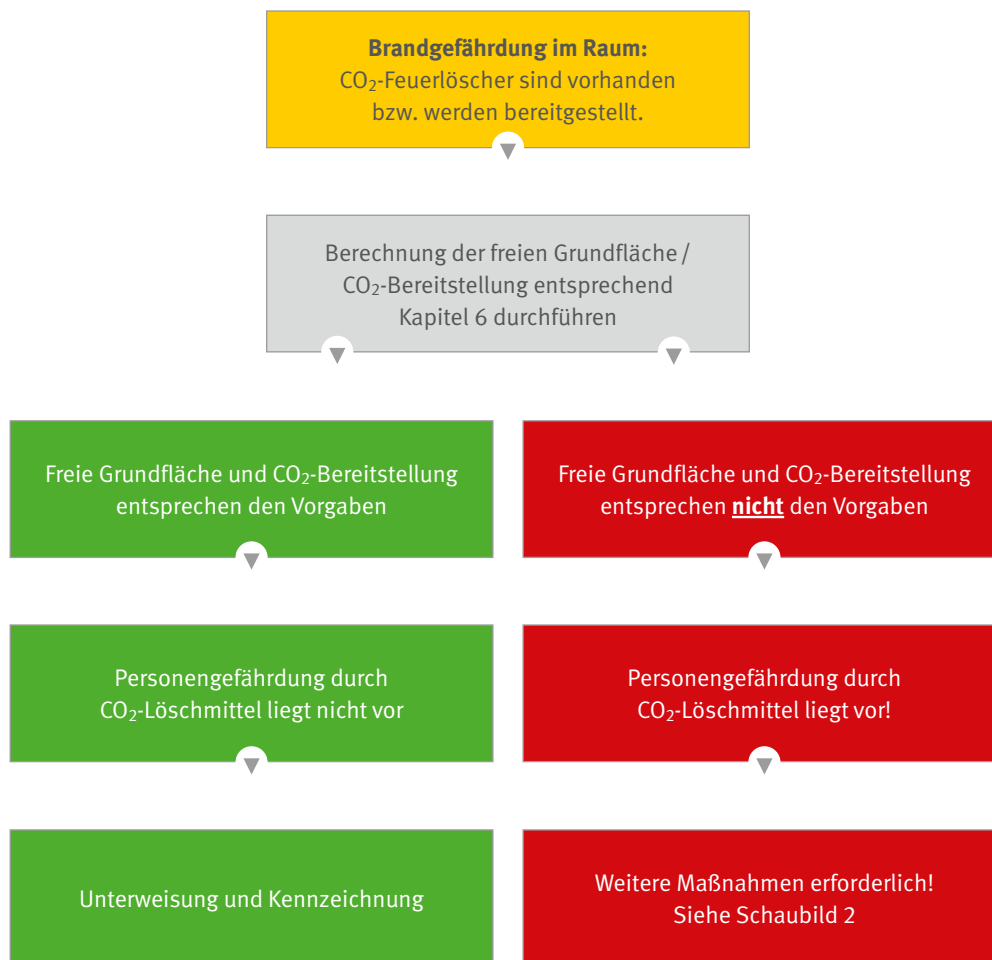 Brandgefährdung im Raum:
CO₂-Feuerlöscher sind vorhanden
bzw. werden bereitgestellt.
Berechnung der freien Grundfläche /
CO₂-Bereitstellung entsprechend
Kapitel 6 durchführen
Freie Grundfläche und CO₂-Bereitstellung
entsprechen den Vorgaben
Freie Grundfläche und CO₂-Bereitstellung
entsprechen nicht den Vorgaben
Personengefährdung durch
CO₂-Löschmittel liegt nicht vor
Personengefährdung durch
CO₂-Löschmittel liegt vor!
Unterweisung und Kennzeichnung
Weitere Maßnahmen erforderlich!
Siehe Schaubild 2